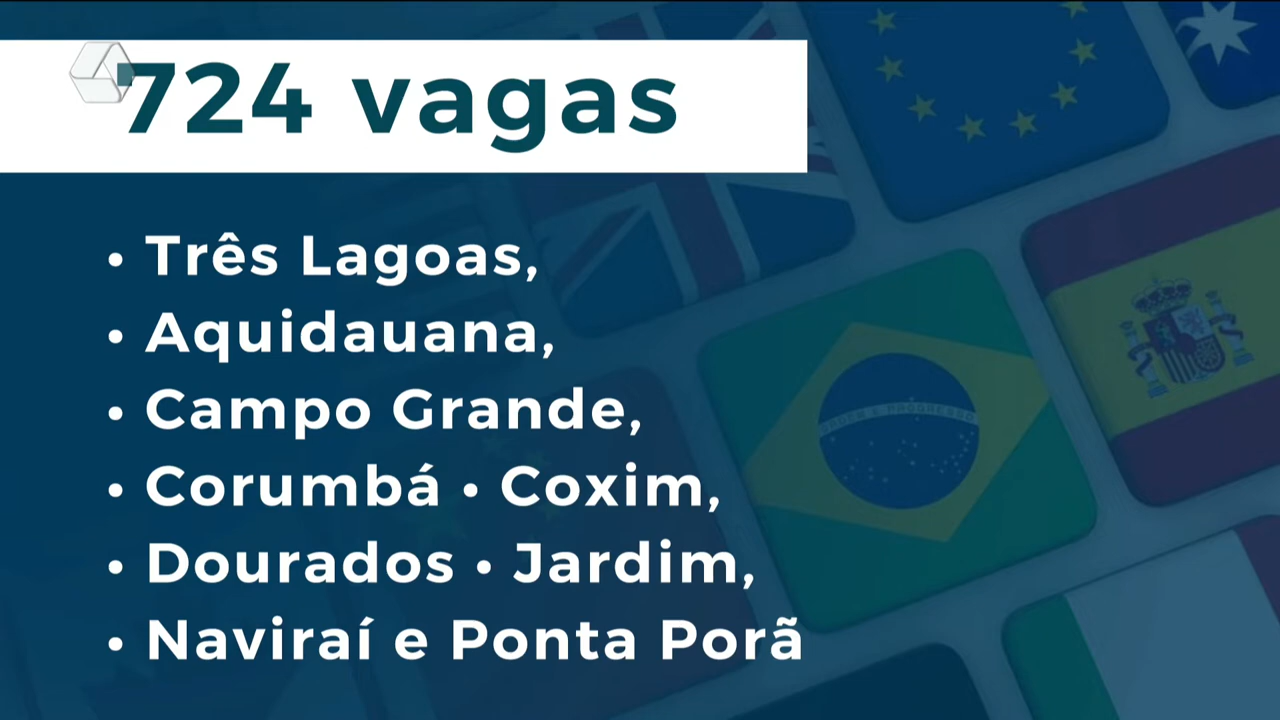 724 vagas
• Três Lagoas,
• Aquidauana,
• Campo Grande,
• Corumbá • Coxim,
• Dourados • Jardim,
• Naviraí e Ponta Porã